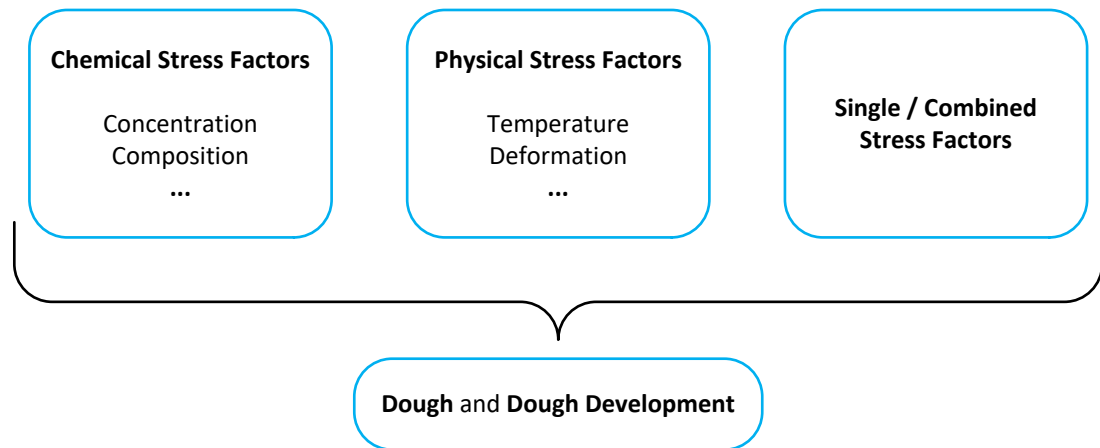 Chemical Stress Factors
Concentration
Composition
...
Physical Stress Factors
Temperature
Deformation
...
Single / Combined
Stress Factors
Dough and Dough Development